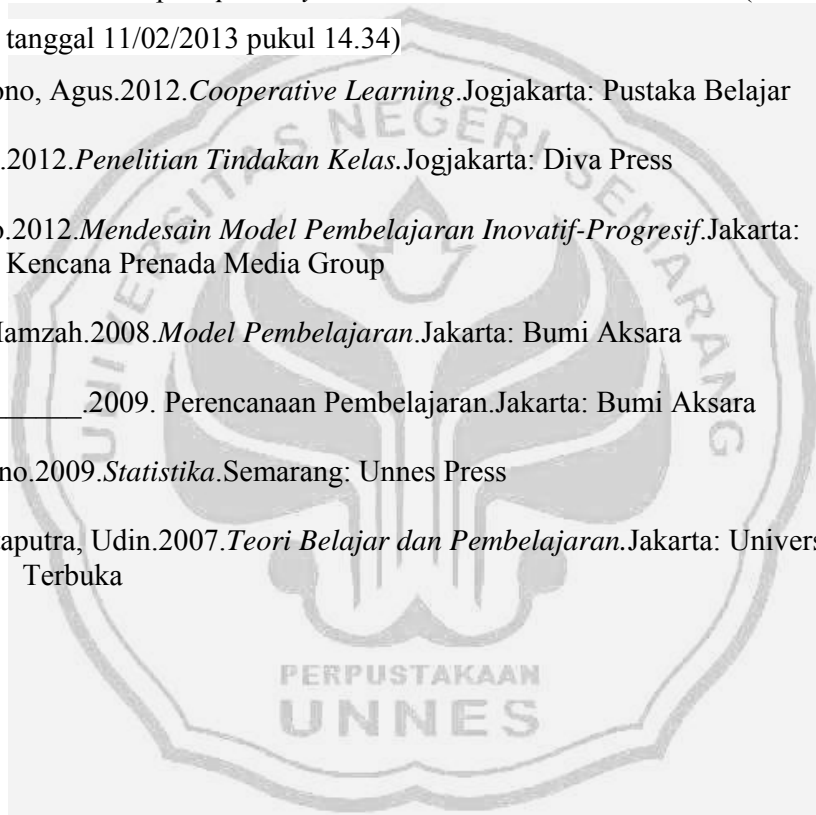 tanggal 11/02/2013 pukul 14.34)
ono, Agus.2012.Cooperative Learning.Jogjakarta: Pustaka Belajar
.2012.Penelitian Tindakan Kelas.Jogjakarta: Diva Press
o.2012.Mendesain Model Pembelajaran Inovatif-Progresif.Jakarta:
Kencana Prenada Media Group
Hamzah.2008.Model Pembelajaran.Jakarta: Bumi Aksara
______.2009. Perencanaan Pembelajaran.Jakarta: Bumi Aksara
no.2009.Statistika.Semarang: Unnes Press
aputra, Udin.2007.Teori Belajar dan Pembelajaran.Jakarta: Univers
Terbuka
UNIVERSITAS NEGERI SEMARANG
PERPUSTAKAAN
UNNES